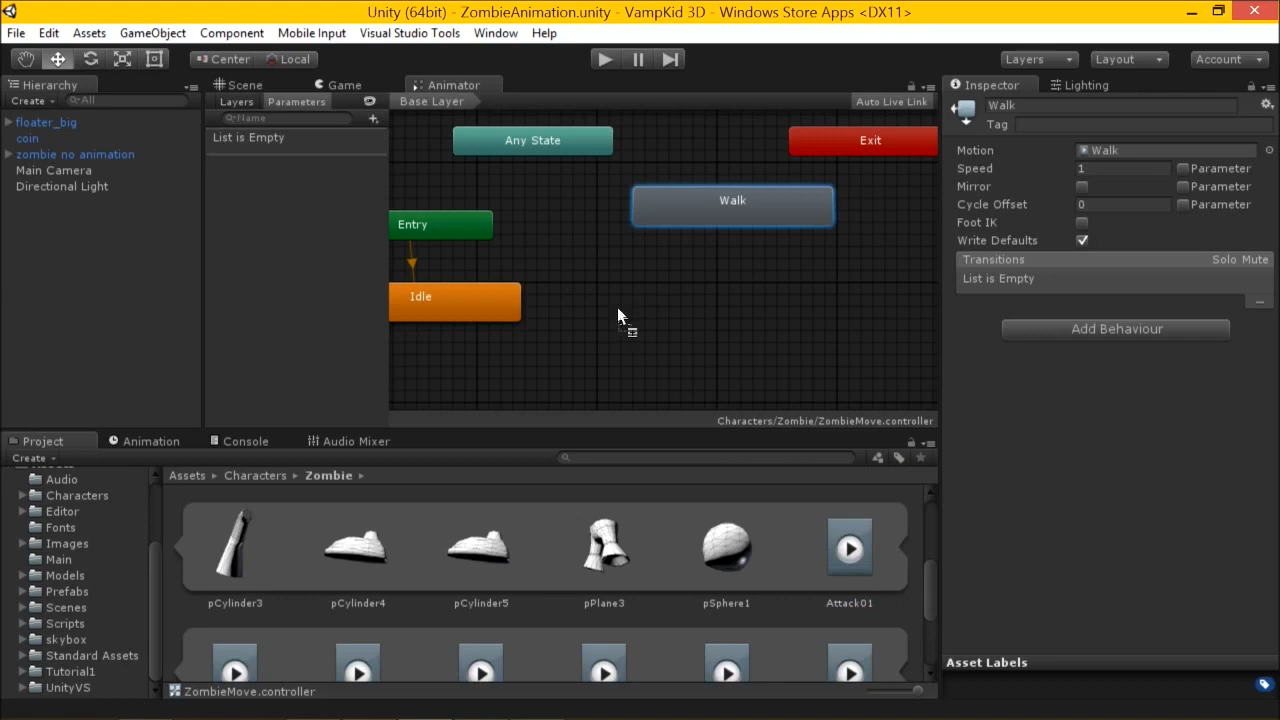 Unity (64bit) - ZombieAnimation.unity - VampKid 3D - Windows Store Apps <DX11>
File Edit Assets GameObject Component Mobile Input Visual Studio Tools Window Help
Center Local Layers Layout Account
Hierarchy
Create All
floater_big
coin
zombie no animation
Main Camera
Directional Light
Scene Game Animator
Layers Parameters
Name
List is Empty
Base Layer Auto Live Link
Any State
Exit
Walk
Entry
Idle
Characters/Zombie/ZombieMove.controller
Inspector Lighting
Walk
Tag
Motion Walk
Speed 1 Parameter
Mirror Parameter
Cycle Offset 0 Parameter
Foot IK
Write Defaults
Transitions Solo Mute
List is Empty
Add Behaviour
Asset Labels
Project Animation Console Audio Mixer
Create
Audio
Characters
Editor
Fonts
Images
Main
Models
Prefabs
Scenes
Scripts
skybox
Standard Assets
Tutorial1
UnityVS
Assets Characters Zombie
pCylinder3 pCylinder4 pCylinder5 pPlane3 pSphere1 Attack01
ZombieMove.controller